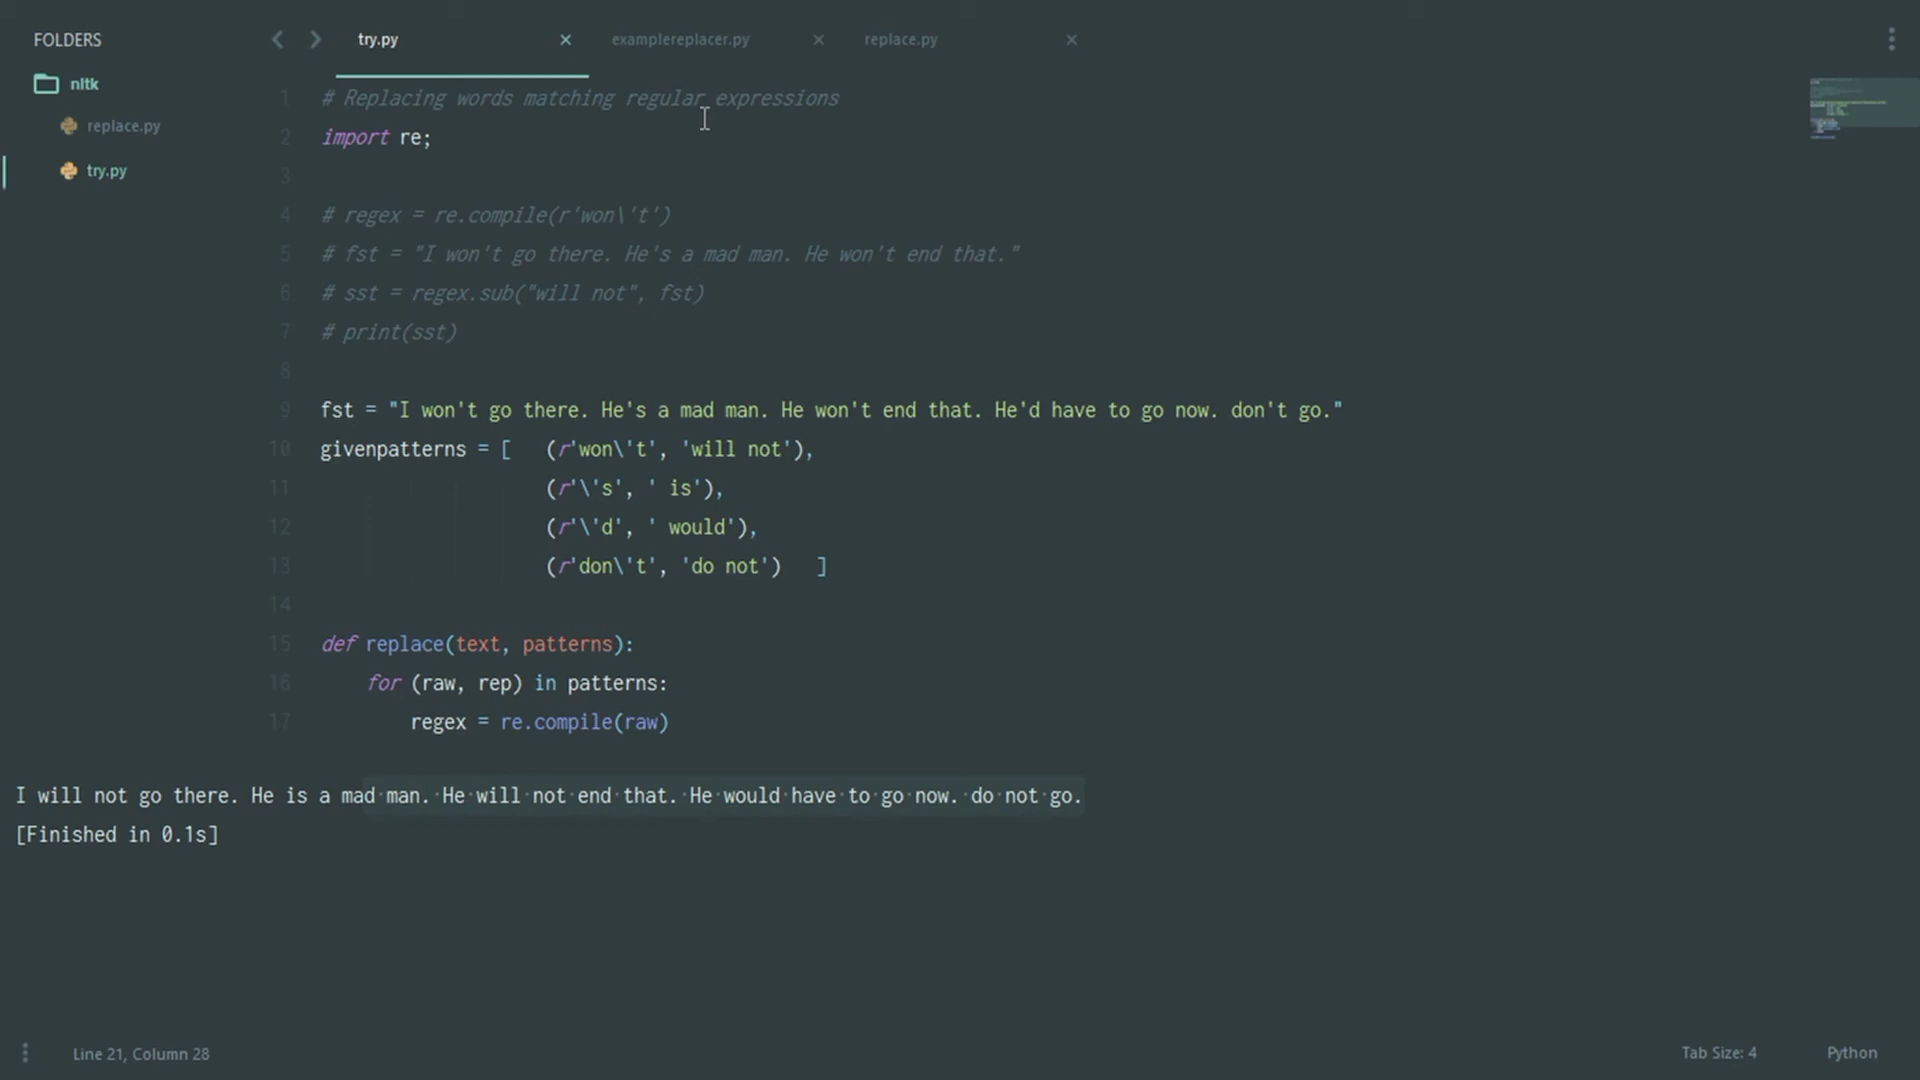 FOLDERS
nltk
replace.py
try.py
try.py × examplereplacer.py × replace.py ×
1 # Replacing words matching regular expressions
2 import re;
3
4 # regex = re.compile(r'won\'t')
5 # fst = "I won't go there. He's a mad man. He won't end that."
6 # sst = regex.sub("will not", fst)
7 # print(sst)
8
9 fst = "I won't go there. He's a mad man. He won't end that. He'd have to go now. don't go."
10 givenpatterns = [ (r'won\'t', 'will not'),
11 (r'\'s', ' is'),
12 (r'\'d', ' would'),
13 (r'don\'t', 'do not') ]
14
15 def replace(text, patterns):
16 for (raw, rep) in patterns:
17 regex = re.compile(raw)
I will not go there. He is a mad man. He will not end that. He would have to go now. do not go.
[Finished in 0.1s]
Line 21, Column 28
Tab Size: 4
Python